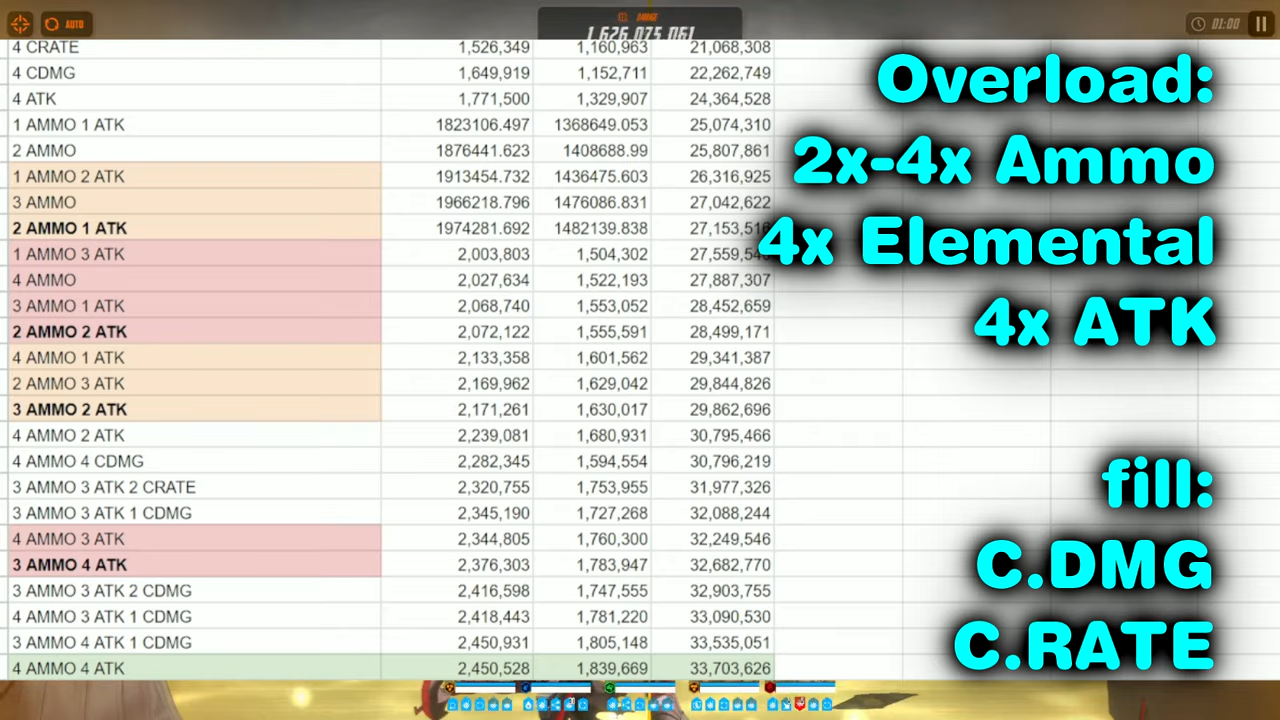 AUTO
DAMAGE
1,626,075,061
01:00
4 CRATE 1,526,349 1,160,963 21,068,308
4 CDMG 1,649,919 1,152,711 22,262,749
4 ATK 1,771,500 1,329,907 24,364,528
1 AMMO 1 ATK 1823106.497 1368649.053 25,074,310
2 AMMO 1876441.623 1408688.99 25,807,861
1 AMMO 2 ATK 1913454.732 1436475.603 26,316,925
3 AMMO 1966218.796 1476086.831 27,042,622
2 AMMO 1 ATK 1974281.692 1482139.838
1 AMMO 3 ATK 2,003,803 1,504,302
4 AMMO 2,027,634 1,522,193 27,887,307
3 AMMO 1 ATK 2,068,740 1,553,052 28,452,659
2 AMMO 2 ATK 2,072,122 1,555,591 28,499,171
4 AMMO 1 ATK 2,133,358 1,601,562 29,341,387
2 AMMO 3 ATK 2,169,962 1,629,042 29,844,826
3 AMMO 2 ATK 2,171,261 1,630,017 29,862,696
4 AMMO 2 ATK 2,239,081 1,680,931 30,795,466
4 AMMO 4 CDMG 2,282,345 1,594,554 30,796,219
3 AMMO 3 ATK 2 CRATE 2,320,755 1,753,955 31,977,326
3 AMMO 3 ATK 1 CDMG 2,345,190 1,727,268 32,088,244
4 AMMO 3 ATK 2,344,805 1,760,300 32,249,546
3 AMMO 4 ATK 2,376,303 1,783,947 32,682,770
3 AMMO 3 ATK 2 CDMG 2,416,598 1,747,555 32,903,755
4 AMMO 3 ATK 1 CDMG 2,418,443 1,781,220 33,090,530
3 AMMO 4 ATK 1 CDMG 2,450,931 1,805,148 33,535,051
4 AMMO 4 ATK 2,450,528 1,839,669 33,703,626
Overload:
2x-4x Ammo
4x Elemental
4x ATK
fill:
C.DMG
C.RATE